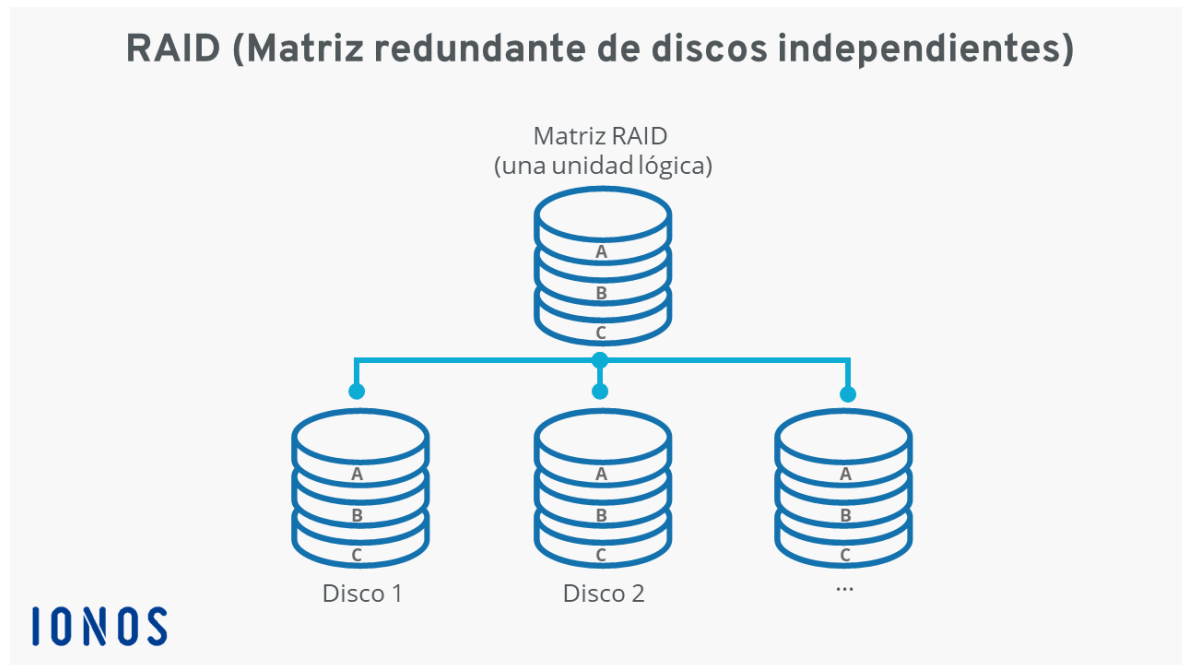 RAID (Matriz redundante de discos independientes)
Matriz RAID
(una unidad lógica)
A
B
C
A
B
C
A
B
C
A
B
C
Disco 1
Disco 2
...
IONOS